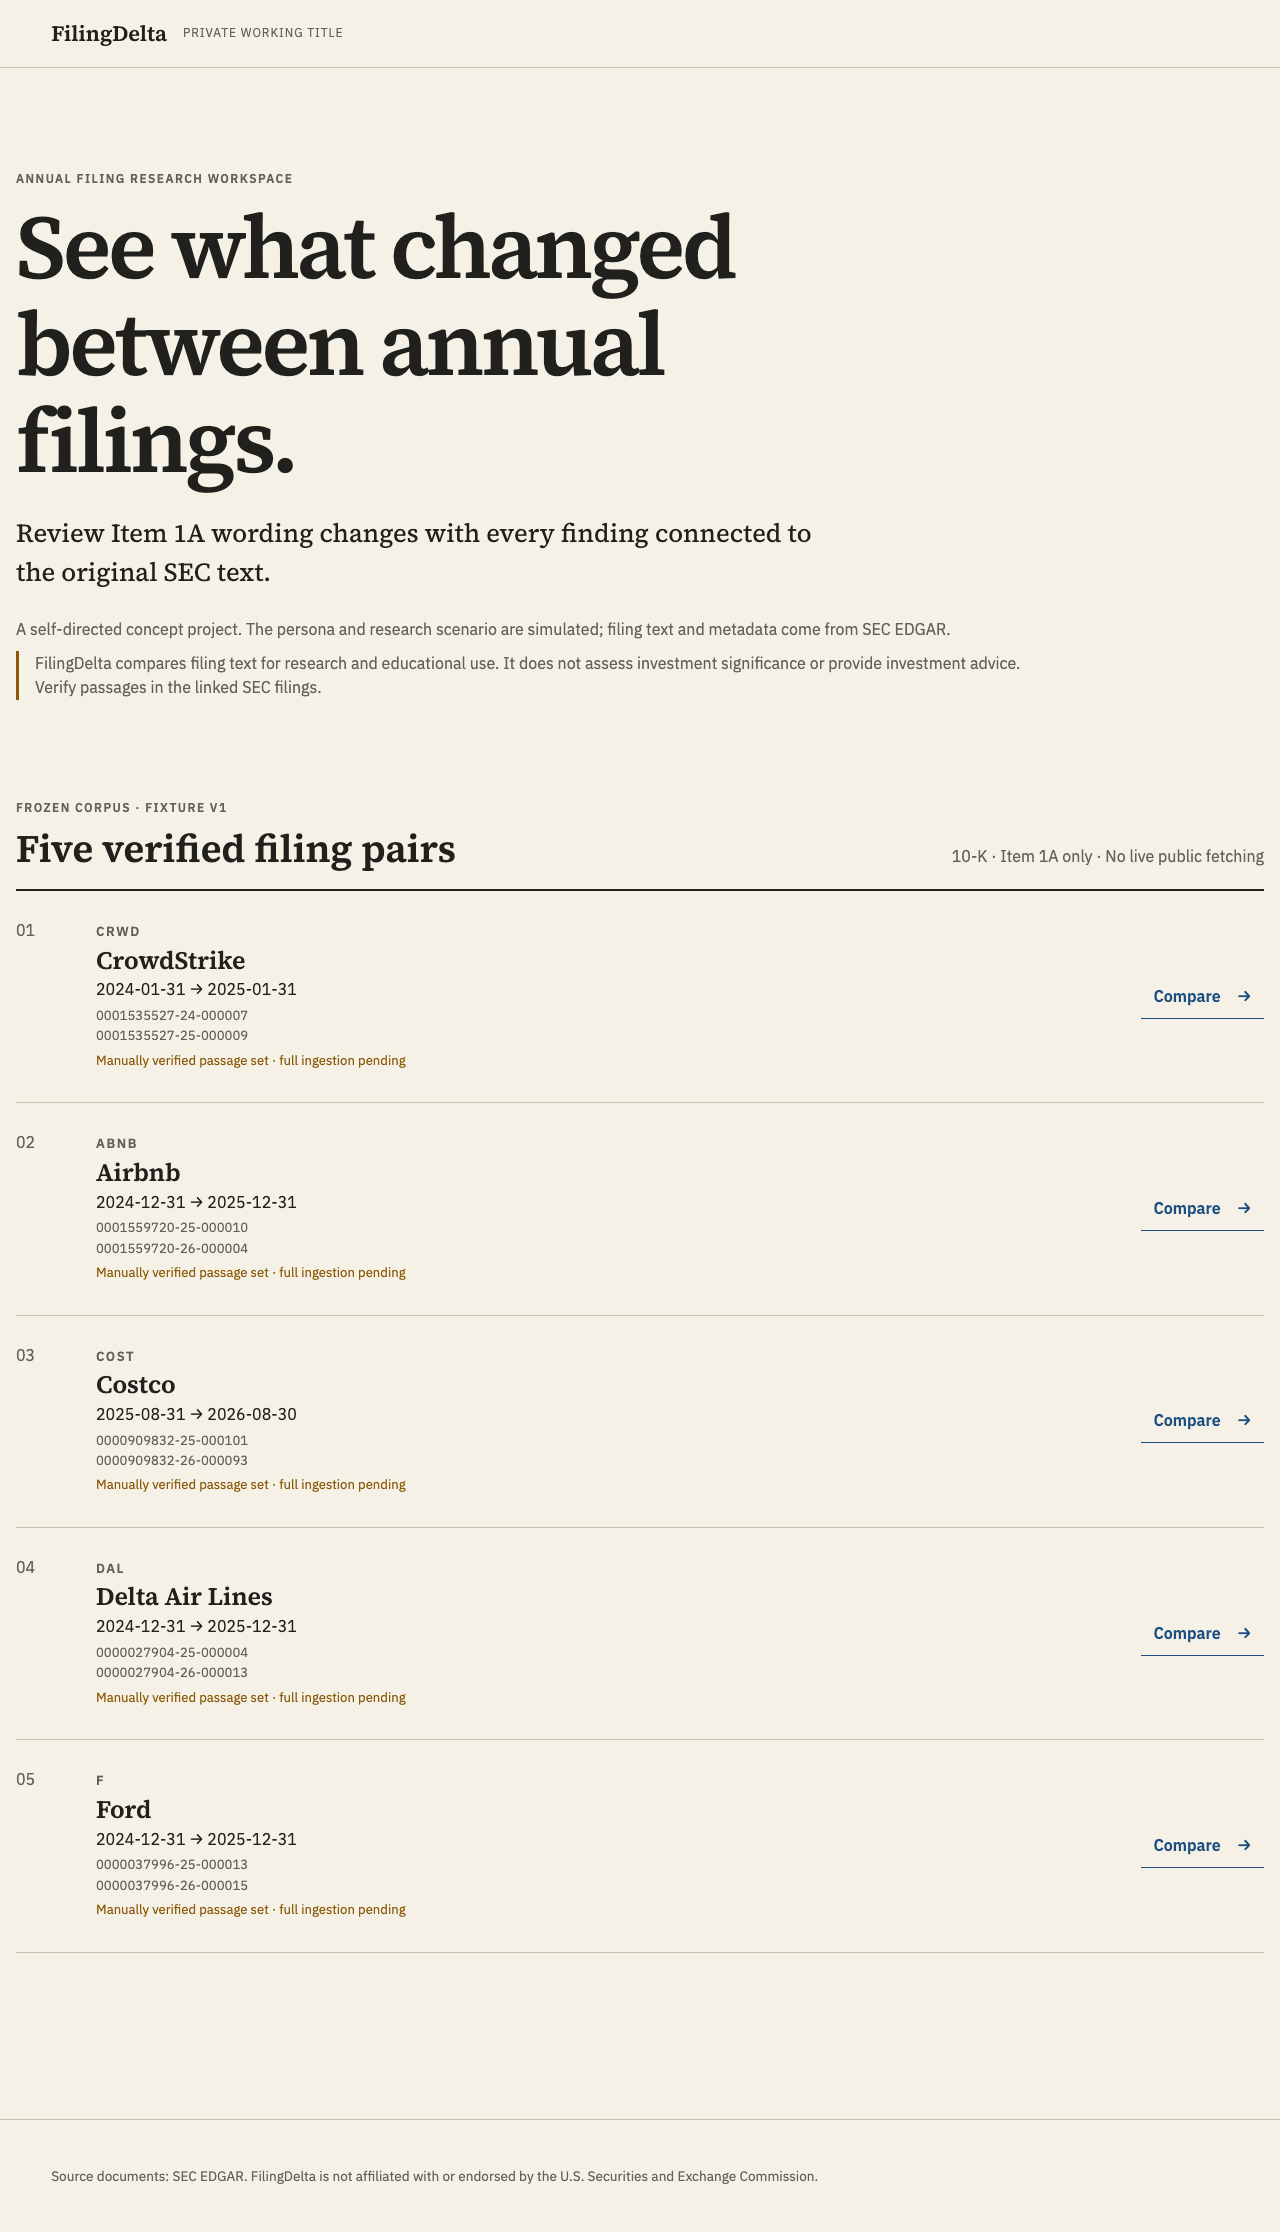 FilingDelta PRIVATE WORKING TITLE
ANNUAL FILING RESEARCH WORKSPACE
See what changed
between annual
filings.
Review Item 1A wording changes with every finding connected to
the original SEC text.
A self-directed concept project. The persona and research scenario are simulated; filing text and metadata come from SEC EDGAR.
FilingDelta compares filing text for research and educational use. It does not assess investment significance or provide investment advice.
Verify passages in the linked SEC filings.
FROZEN CORPUS · FIXTURE V1
Five verified filing pairs
10-K · Item 1A only · No live public fetching
01
CRWD
CrowdStrike
2024-01-31 → 2025-01-31
0001535527-24-000007
0001535527-25-000009
Manually verified passage set · full ingestion pending
Compare →
02
ABNB
Airbnb
2024-12-31 → 2025-12-31
0001559720-25-000010
0001559720-26-000004
Manually verified passage set · full ingestion pending
Compare →
03
COST
Costco
2025-08-31 → 2026-08-30
0000909832-25-000101
0000909832-26-000093
Manually verified passage set · full ingestion pending
Compare →
04
DAL
Delta Air Lines
2024-12-31 → 2025-12-31
0000027904-25-000004
0000027904-26-000013
Manually verified passage set · full ingestion pending
Compare →
05
F
Ford
2024-12-31 → 2025-12-31
0000037996-25-000013
0000037996-26-000015
Manually verified passage set · full ingestion pending
Compare →
Source documents: SEC EDGAR. FilingDelta is not affiliated with or endorsed by the U.S. Securities and Exchange Commission.